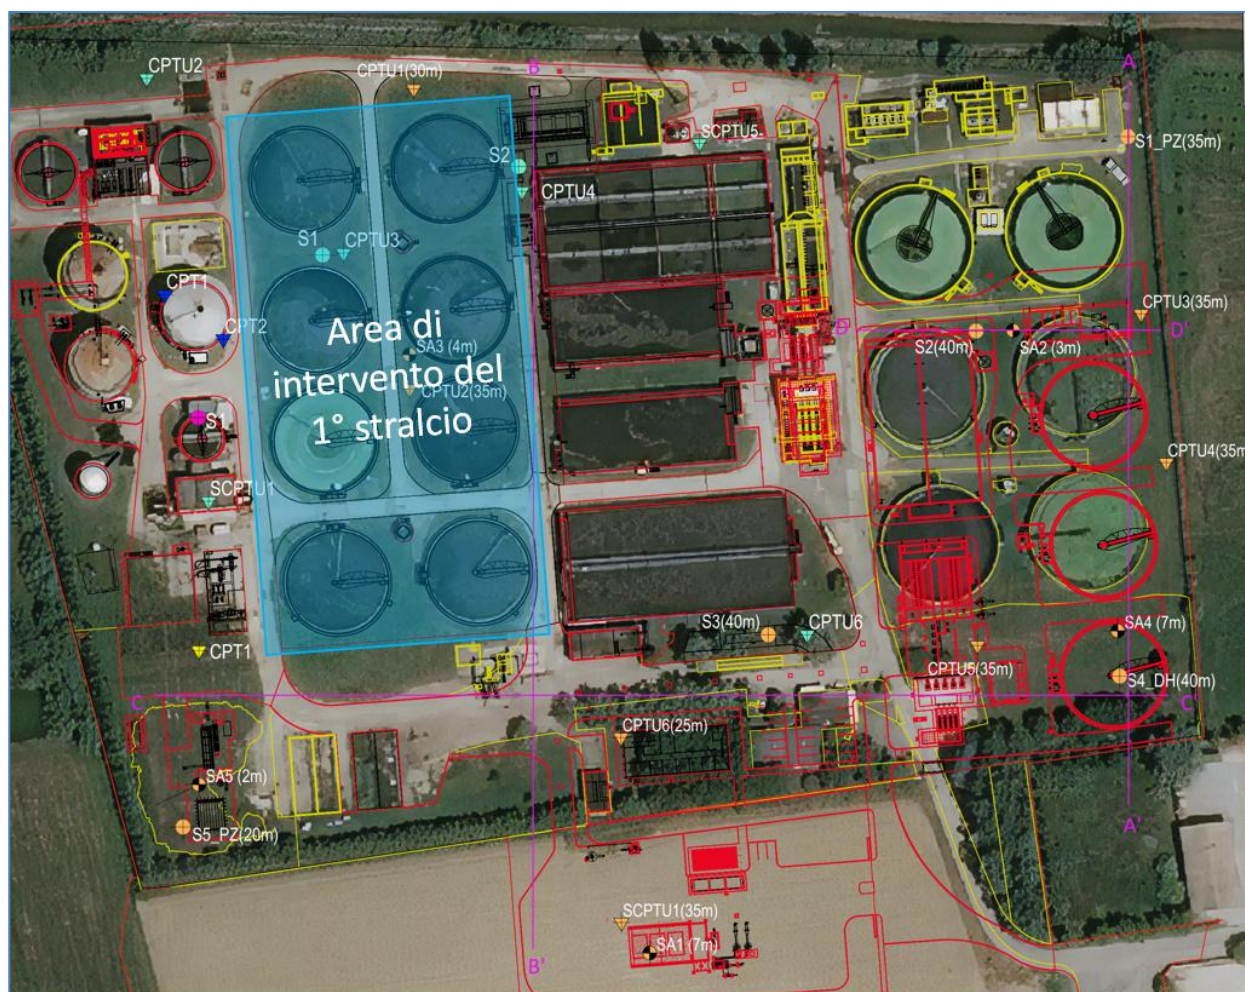 CPTU2
CPTU1(30m)
B
A
SCPTU5
S1_PZ(35m)
S2
CPTU4
S1
CPTU3
CPT1
CPTU3(35m)
CPT2
D
D'
S2(40m)
SA2 (3m)
Area di
intervento del
1° stralcio
SA3 (4m)
CPTU2(35m)
S1
CPTU4(35m
SCPTU1
S3(40m)
CPTU6
SA4 (7m)
CPT1
CPTU5(35m)
S4_DH(40m)
C
C
CPTU6(25m)
SA5 (2m)
S5_PZ(20m)
A'
SCPTU1(35m)
SA1 (7m)
B'